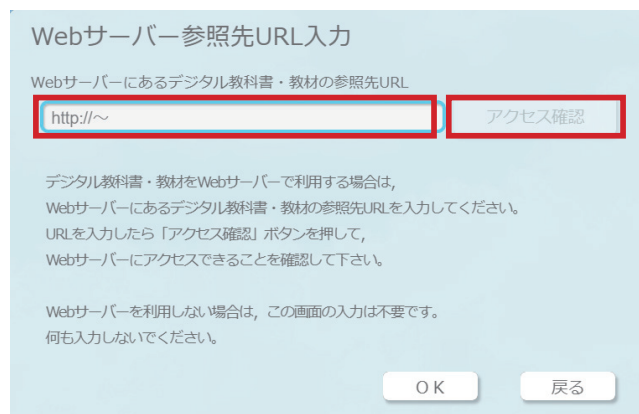 Webサーバー参照先URL入力
Webサーバーにあるデジタル教科書・教材の参照先URL
http://～ アクセス確認
デジタル教科書・教材をWebサーバーで利用する場合は,
Webサーバーにあるデジタル教科書・教材の参照先URLを入力してください。
URLを入力したら「アクセス確認」ボタンを押して,
Webサーバーにアクセスできることを確認して下さい。
Webサーバーを利用しない場合は, この画面の入力は不要です。
何も入力しないでください。
OK 戻る